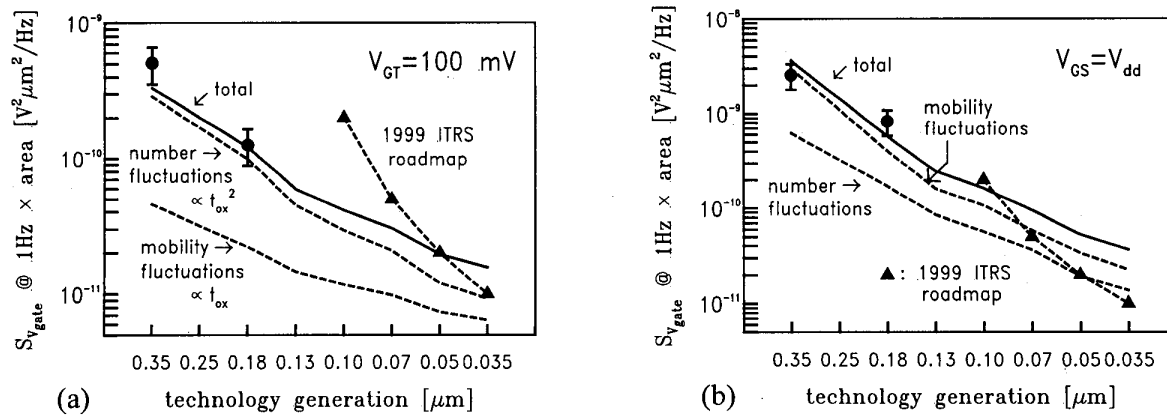 10⁻⁹
10⁻¹⁰
10⁻¹¹
S_Vgate @ 1Hz × area [V²μm²/Hz]
V_GT=100 mV
total
1999 ITRS
roadmap
number →
fluctuations
∝ t_ox²
mobility →
fluctuations
∝ t_ox
0.35 0.25 0.18 0.13 0.10 0.07 0.05 0.035
(a) technology generation [μm]
10⁻⁸
10⁻⁹
10⁻¹⁰
10⁻¹¹
S_Vgate @ 1Hz × area [V²μm²/Hz]
V_GS=V_dd
total
mobility
fluctuations
number →
fluctuations
▲: 1999 ITRS
roadmap
0.35 0.25 0.18 0.13 0.10 0.07 0.05 0.035
(b) technology generation [μm]